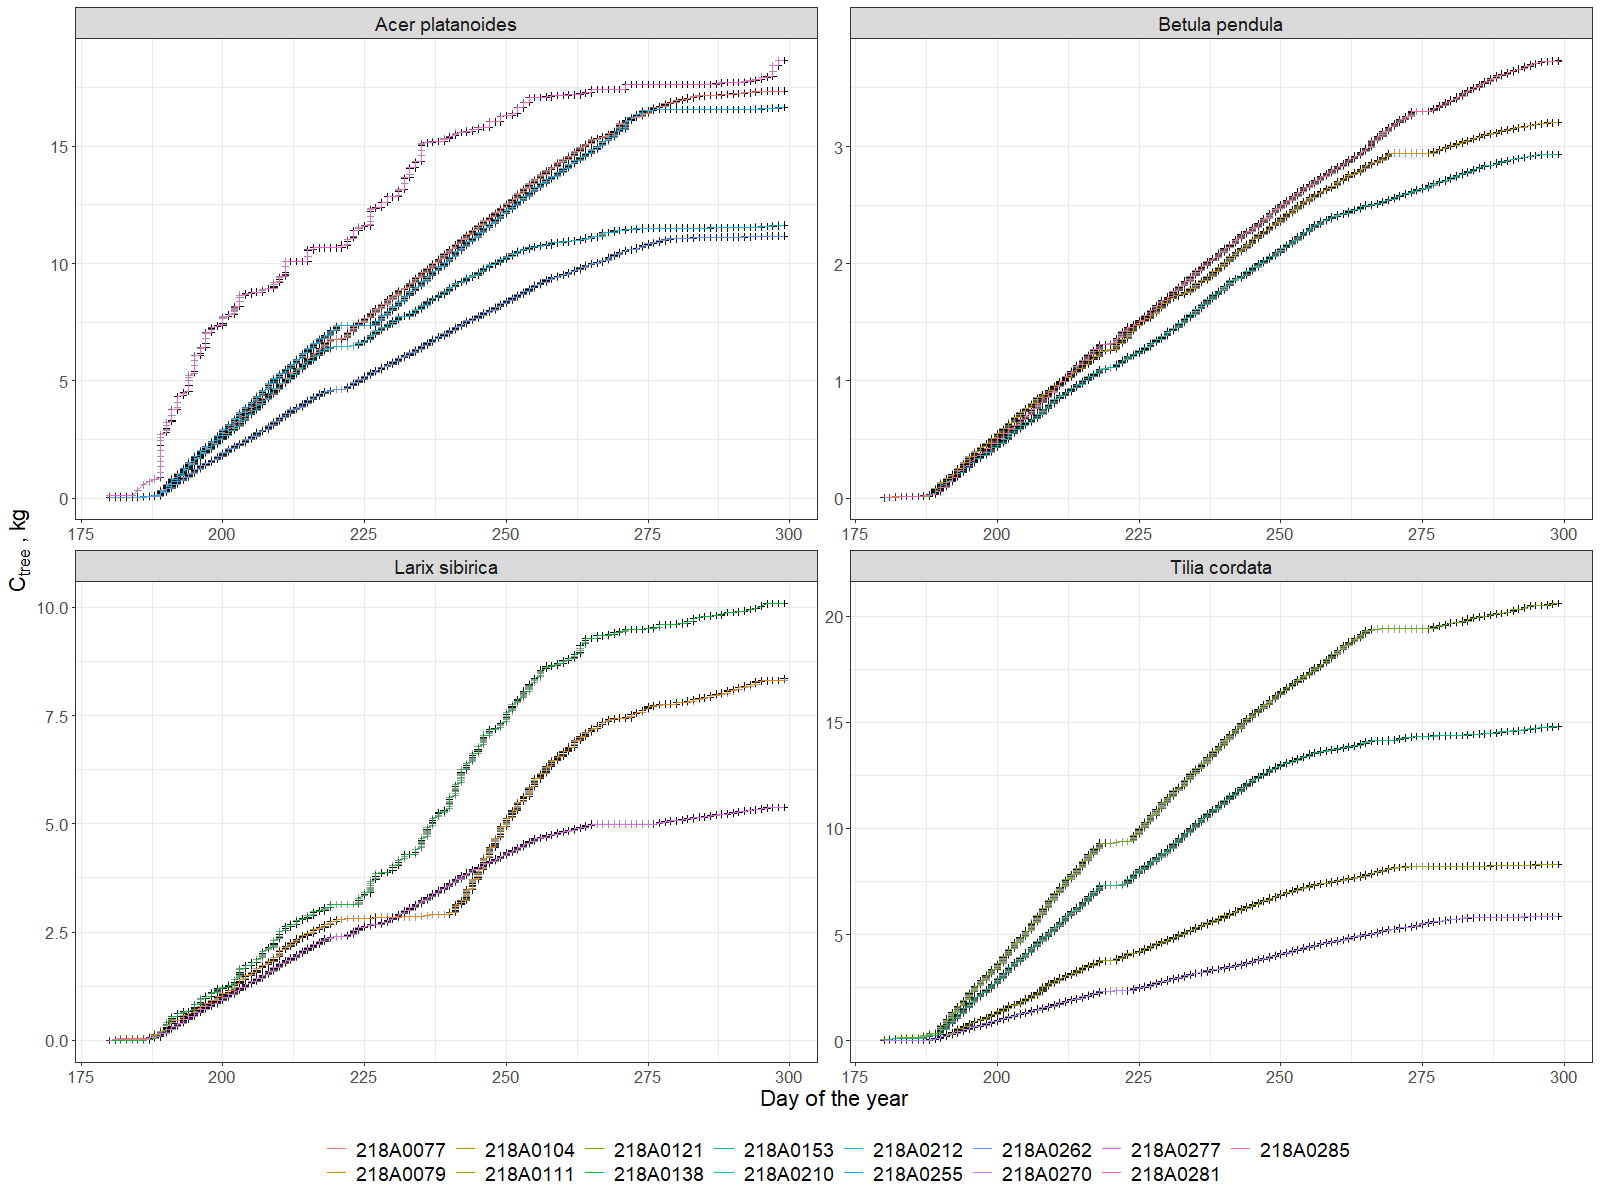 Acer platanoides
Betula pendula
15
10
5
0
3
2
1
0
175 200 225 250 275 300
175 200 225 250 275 300
Larix sibirica
Tilia cordata
10.0
7.5
5.0
2.5
0.0
20
15
10
5
0
175 200 225 250 275 300
175 200 225 250 275 300
Ctree , kg
Day of the year
218A0077 218A0104 218A0121 218A0153 218A0212 218A0262 218A0277 218A0285
218A0079 218A0111 218A0138 218A0210 218A0255 218A0270 218A0281